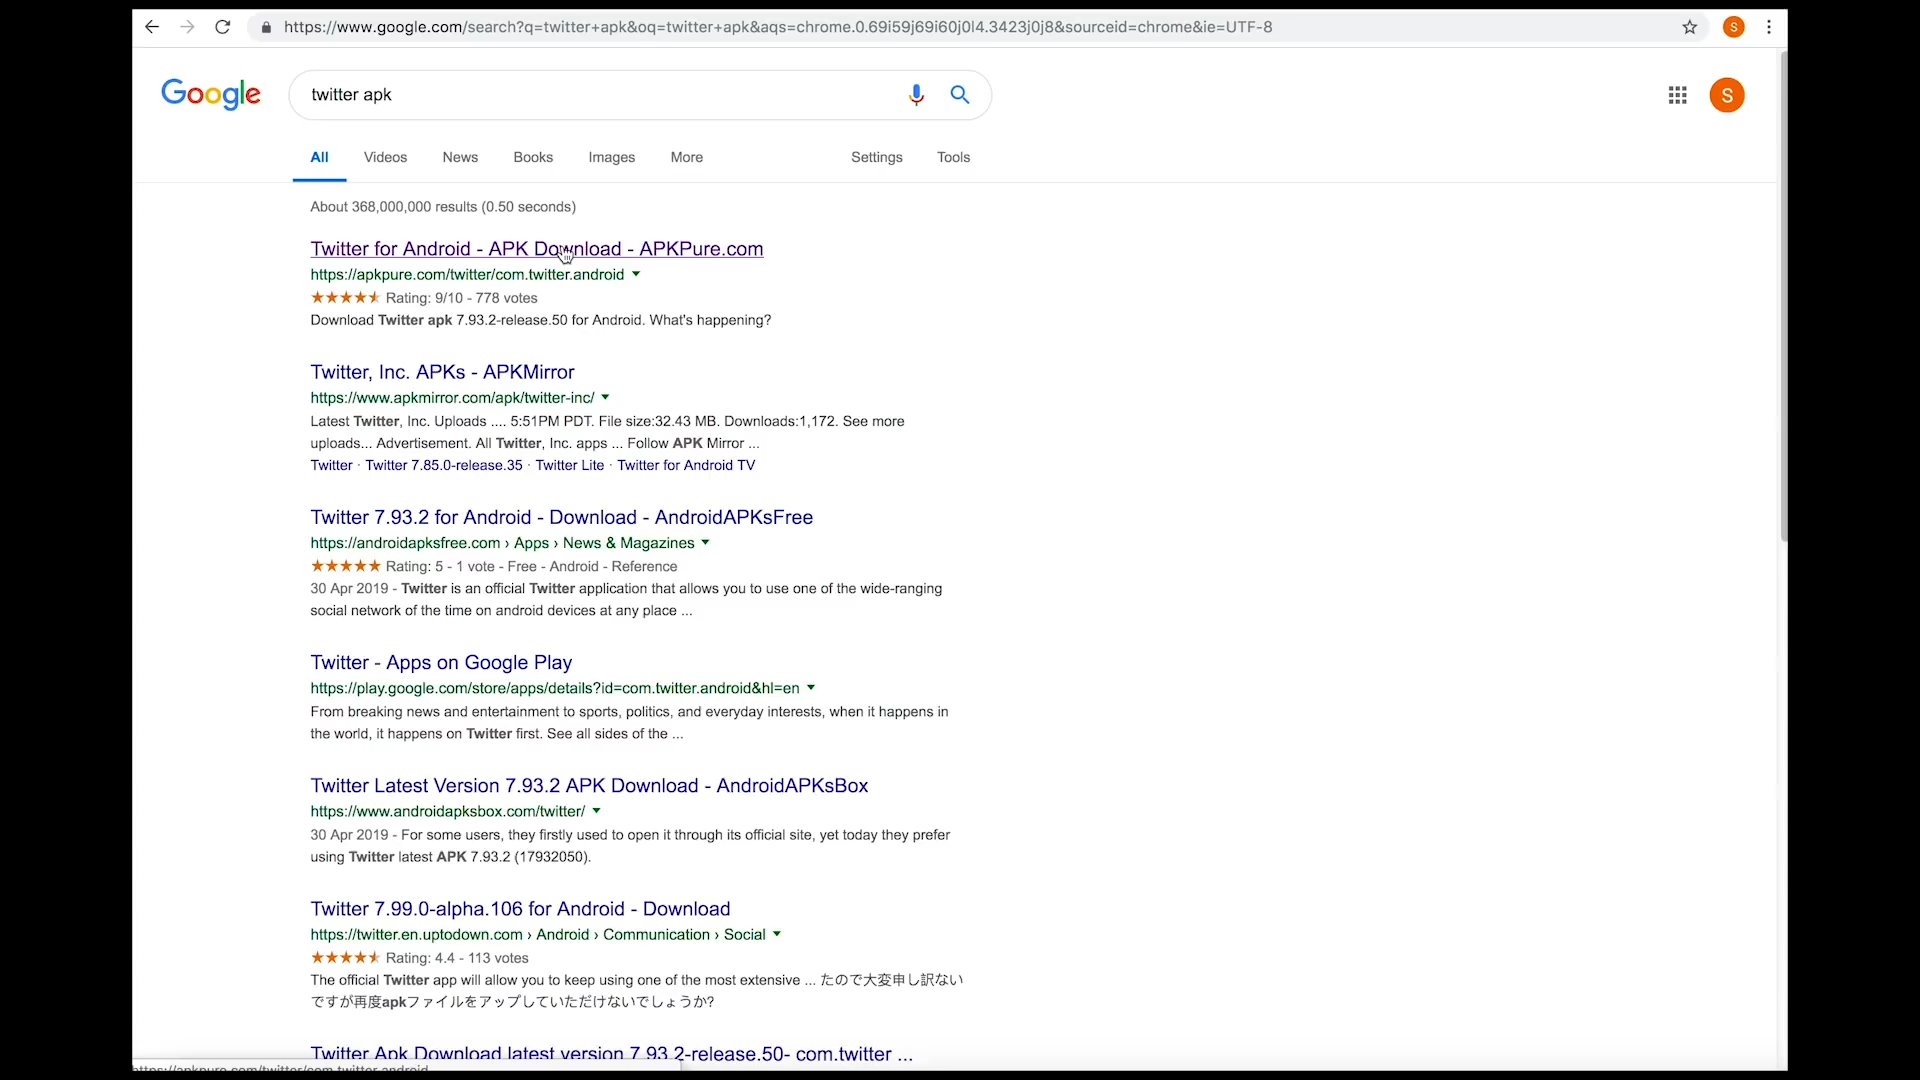 https://www.google.com/search?q=twitter+apk&oq=twitter+apk&aqs=chrome.0.69i59j69i60j0l4.3423j0j8&sourceid=chrome&ie=UTF-8
S
Google
twitter apk
S
All Videos News Books Images More Settings Tools
About 368,000,000 results (0.50 seconds)
Twitter for Android - APK Download - APKPure.com
https://apkpure.com/twitter/com.twitter.android
Rating: 9/10 - 778 votes
Download Twitter apk 7.93.2-release.50 for Android. What's happening?
Twitter, Inc. APKs - APKMirror
https://www.apkmirror.com/apk/twitter-inc/
Latest Twitter, Inc. Uploads .... 5:51PM PDT. File size:32.43 MB. Downloads:1,172. See more
uploads... Advertisement. All Twitter, Inc. apps ... Follow APK Mirror ...
Twitter · Twitter 7.85.0-release.35 · Twitter Lite · Twitter for Android TV
Twitter 7.93.2 for Android - Download - AndroidAPKsFree
https://androidapksfree.com › Apps › News & Magazines
Rating: 5 - 1 vote - Free - Android - Reference
30 Apr 2019 - Twitter is an official Twitter application that allows you to use one of the wide-ranging
social network of the time on android devices at any place ...
Twitter - Apps on Google Play
https://play.google.com/store/apps/details?id=com.twitter.android&hl=en
From breaking news and entertainment to sports, politics, and everyday interests, when it happens in
the world, it happens on Twitter first. See all sides of the ...
Twitter Latest Version 7.93.2 APK Download - AndroidAPKsBox
https://www.androidapksbox.com/twitter/
30 Apr 2019 - For some users, they firstly used to open it through its official site, yet today they prefer
using Twitter latest APK 7.93.2 (17932050).
Twitter 7.99.0-alpha.106 for Android - Download
https://twitter.en.uptodown.com › Android › Communication › Social
Rating: 4.4 - 113 votes
The official Twitter app will allow you to keep using one of the most extensive ... たので大変申し訳ない
ですが再度apkファイルをアップしていただけないでしょうか?
Twitter Apk Download latest version 7.93.2-release.50- com.twitter ...
https://apkpure.com/twitter/com.twitter.android